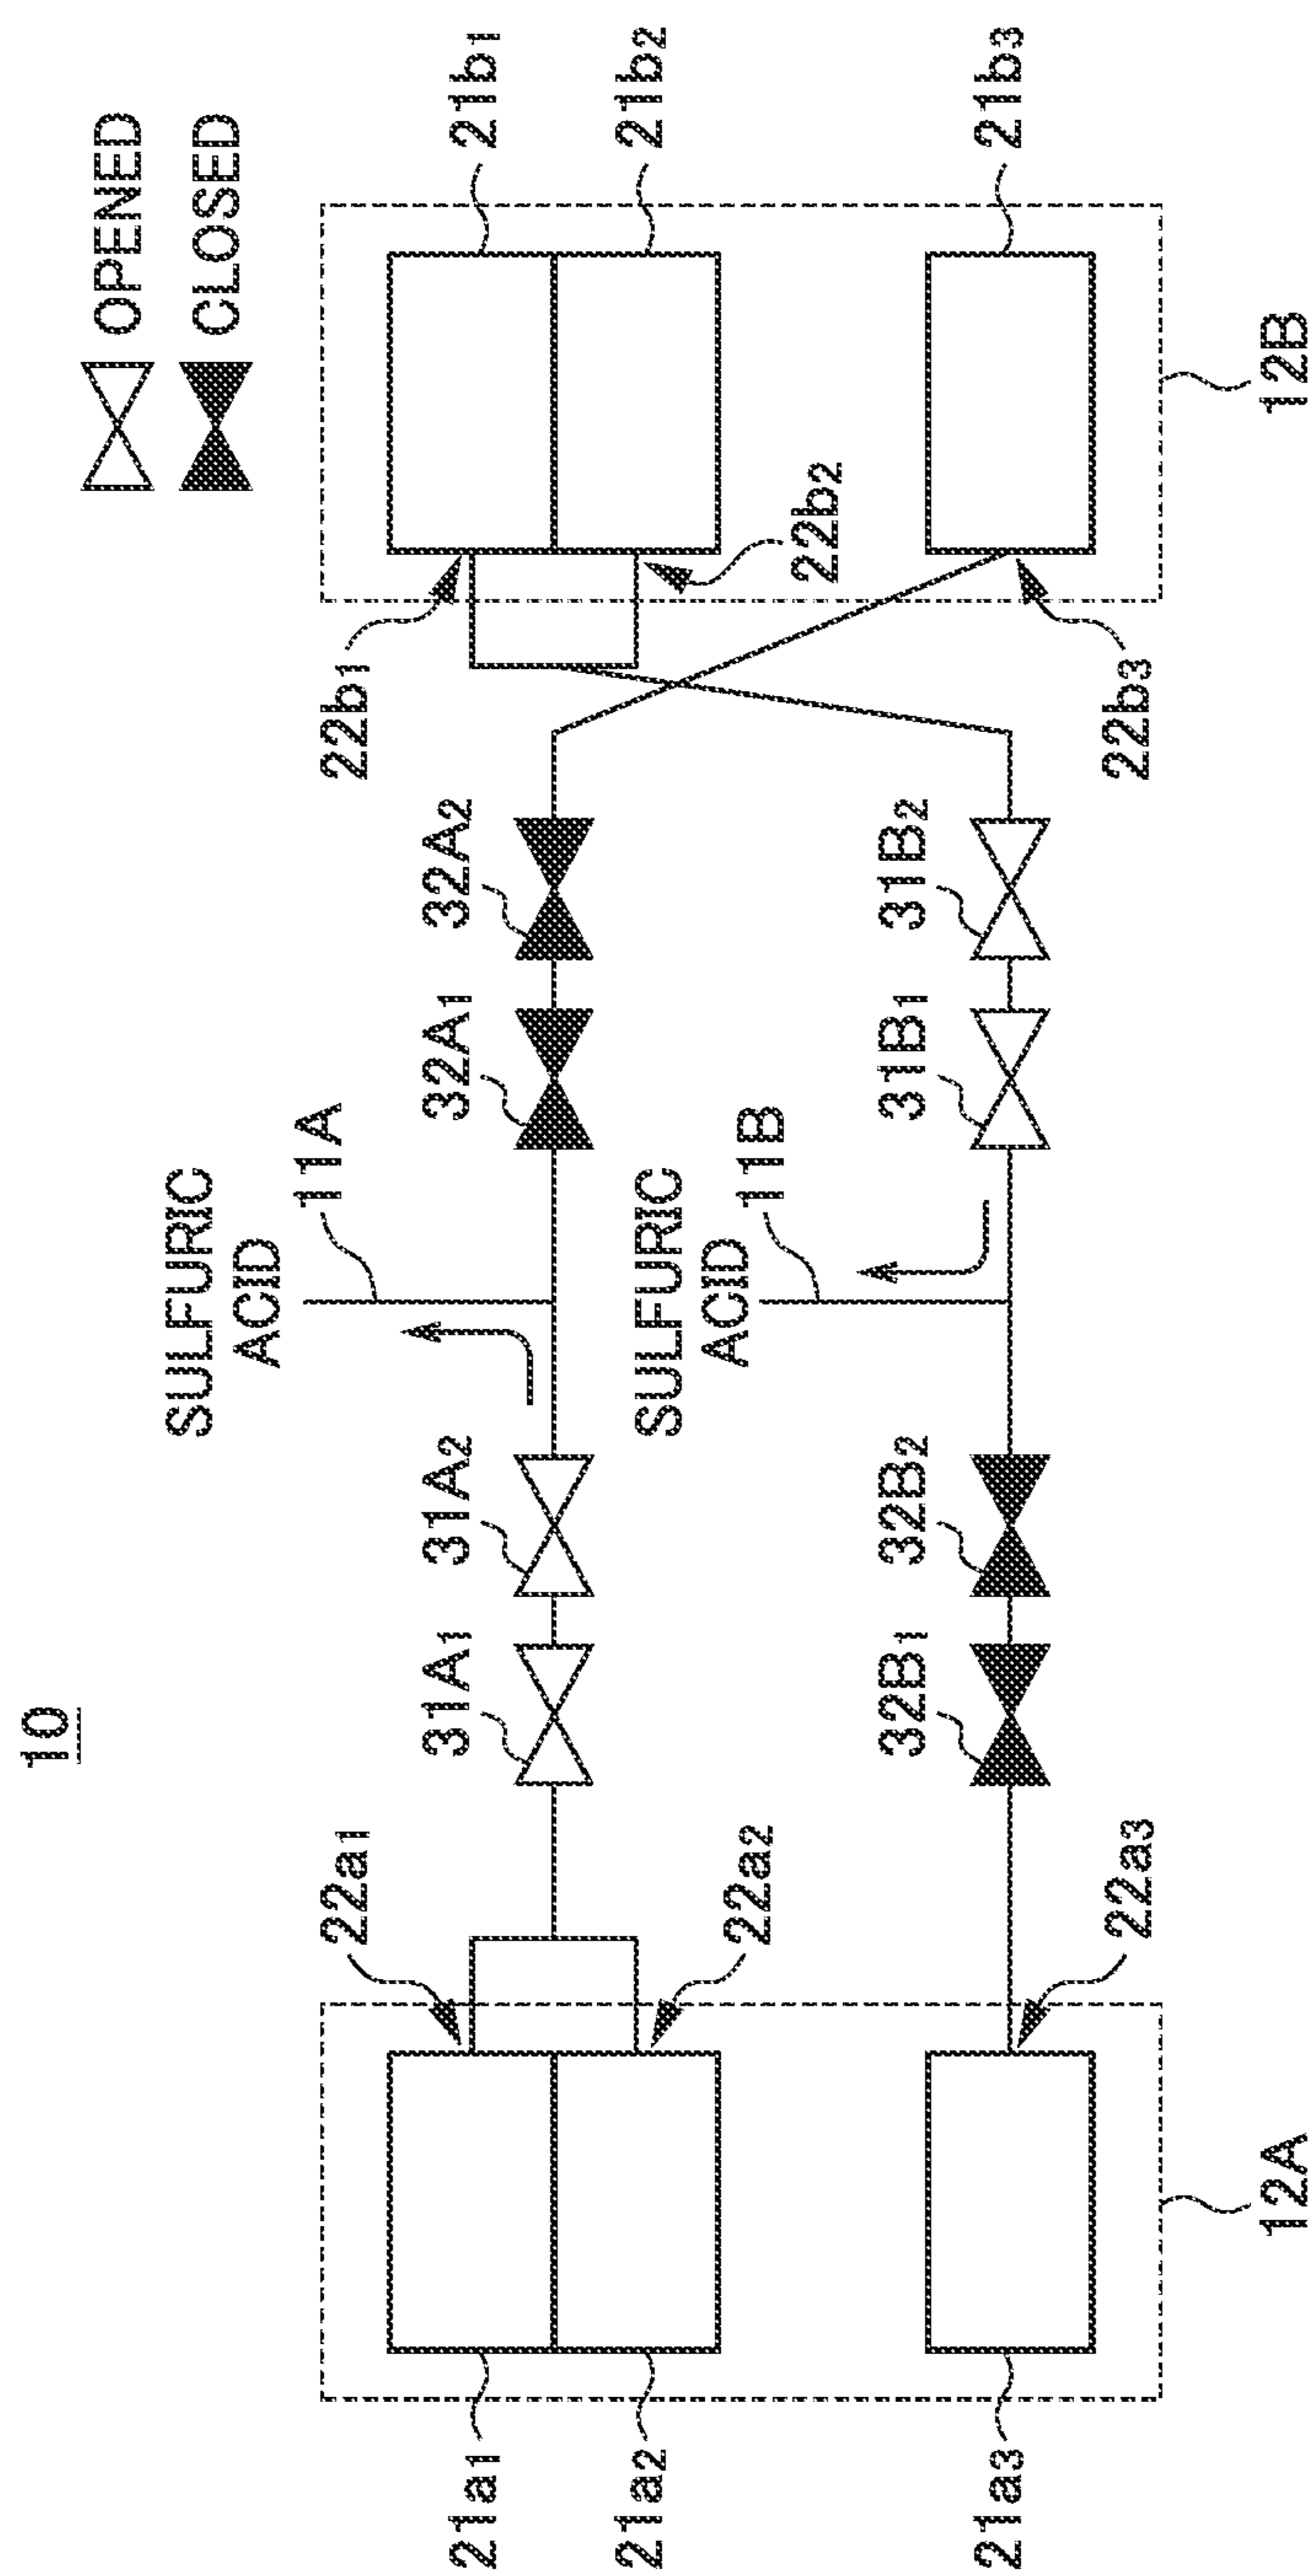 10
OPENED
CLOSED
SULFURIC
ACID
11A
22a1
31A1
31A2
32A1
32A2
22b1
21a1
21b1
21a2
21b2
22a2
22b2
SULFURIC
ACID
11B
32B1
32B2
31B1
31B2
21a3
21b3
22a3
22b3
12A
12B